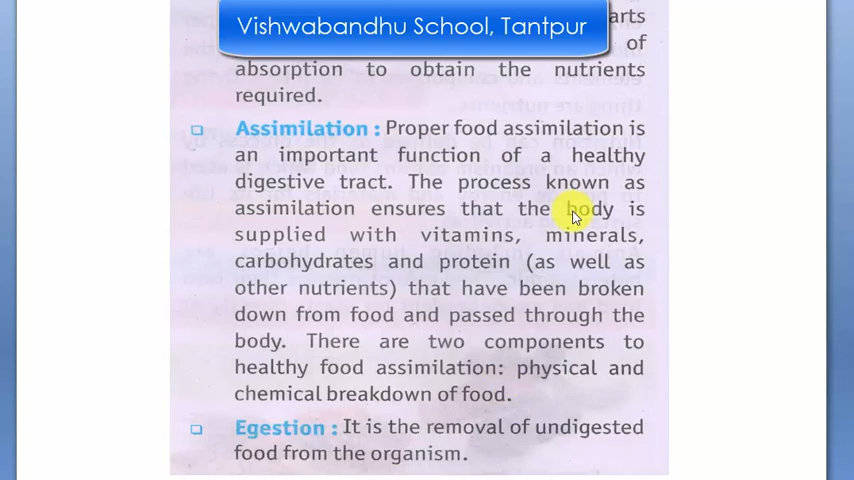 Vishwabandhu School, Tantpur
arts
of
absorption to obtain the nutrients
required.
Assimilation : Proper food assimilation is
an important function of a healthy
digestive tract. The process known as
assimilation ensures that the body is
supplied with vitamins, minerals,
carbohydrates and protein (as well as
other nutrients) that have been broken
down from food and passed through the
body. There are two components to
healthy food assimilation: physical and
chemical breakdown of food.
Egestion : It is the removal of undigested
food from the organism.